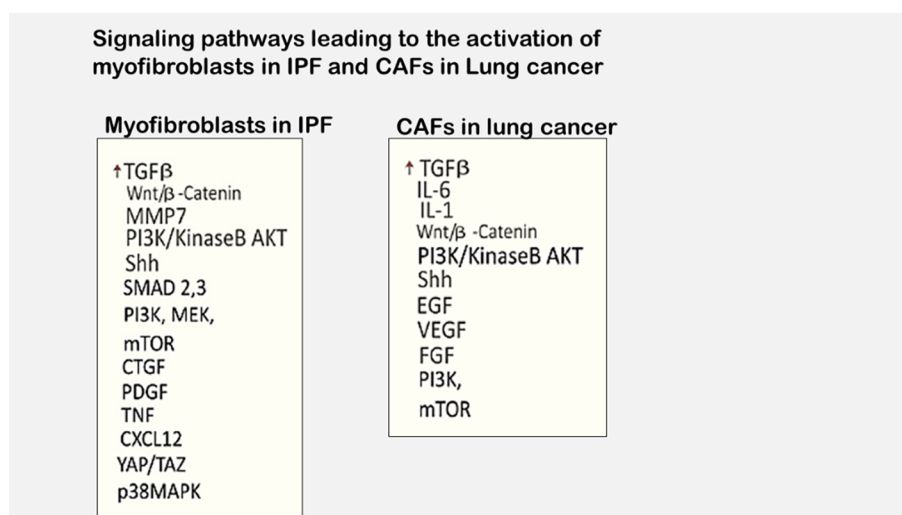 Signaling pathways leading to the activation of
myofibroblasts in IPF and CAFs in Lung cancer
Myofibroblasts in IPF
↑TGFβ
Wnt/β -Catenin
MMP7
PI3K/KinaseB AKT
Shh
SMAD 2,3
PI3K, MEK,
mTOR
CTGF
PDGF
TNF
CXCL12
YAP/TAZ
p38MAPK
CAFs in lung cancer
↑ TGFβ
IL-6
IL-1
Wnt/β -Catenin
PI3K/KinaseB AKT
Shh
EGF
VEGF
FGF
PI3K,
mTOR